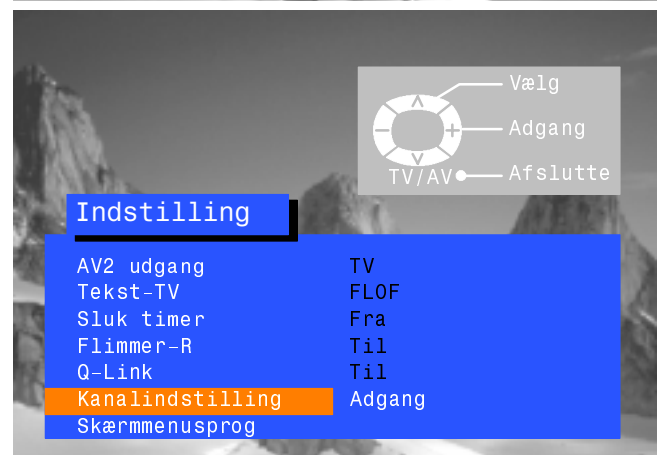 Vælg
Adgang
TV/AV Afslutte
Indstilling
AV2 udgang TV
Tekst-TV FLOF
Sluk timer Fra
Flimmer-R Til
Q-Link Til
Kanalindstilling Adgang
Skærmmenusprog